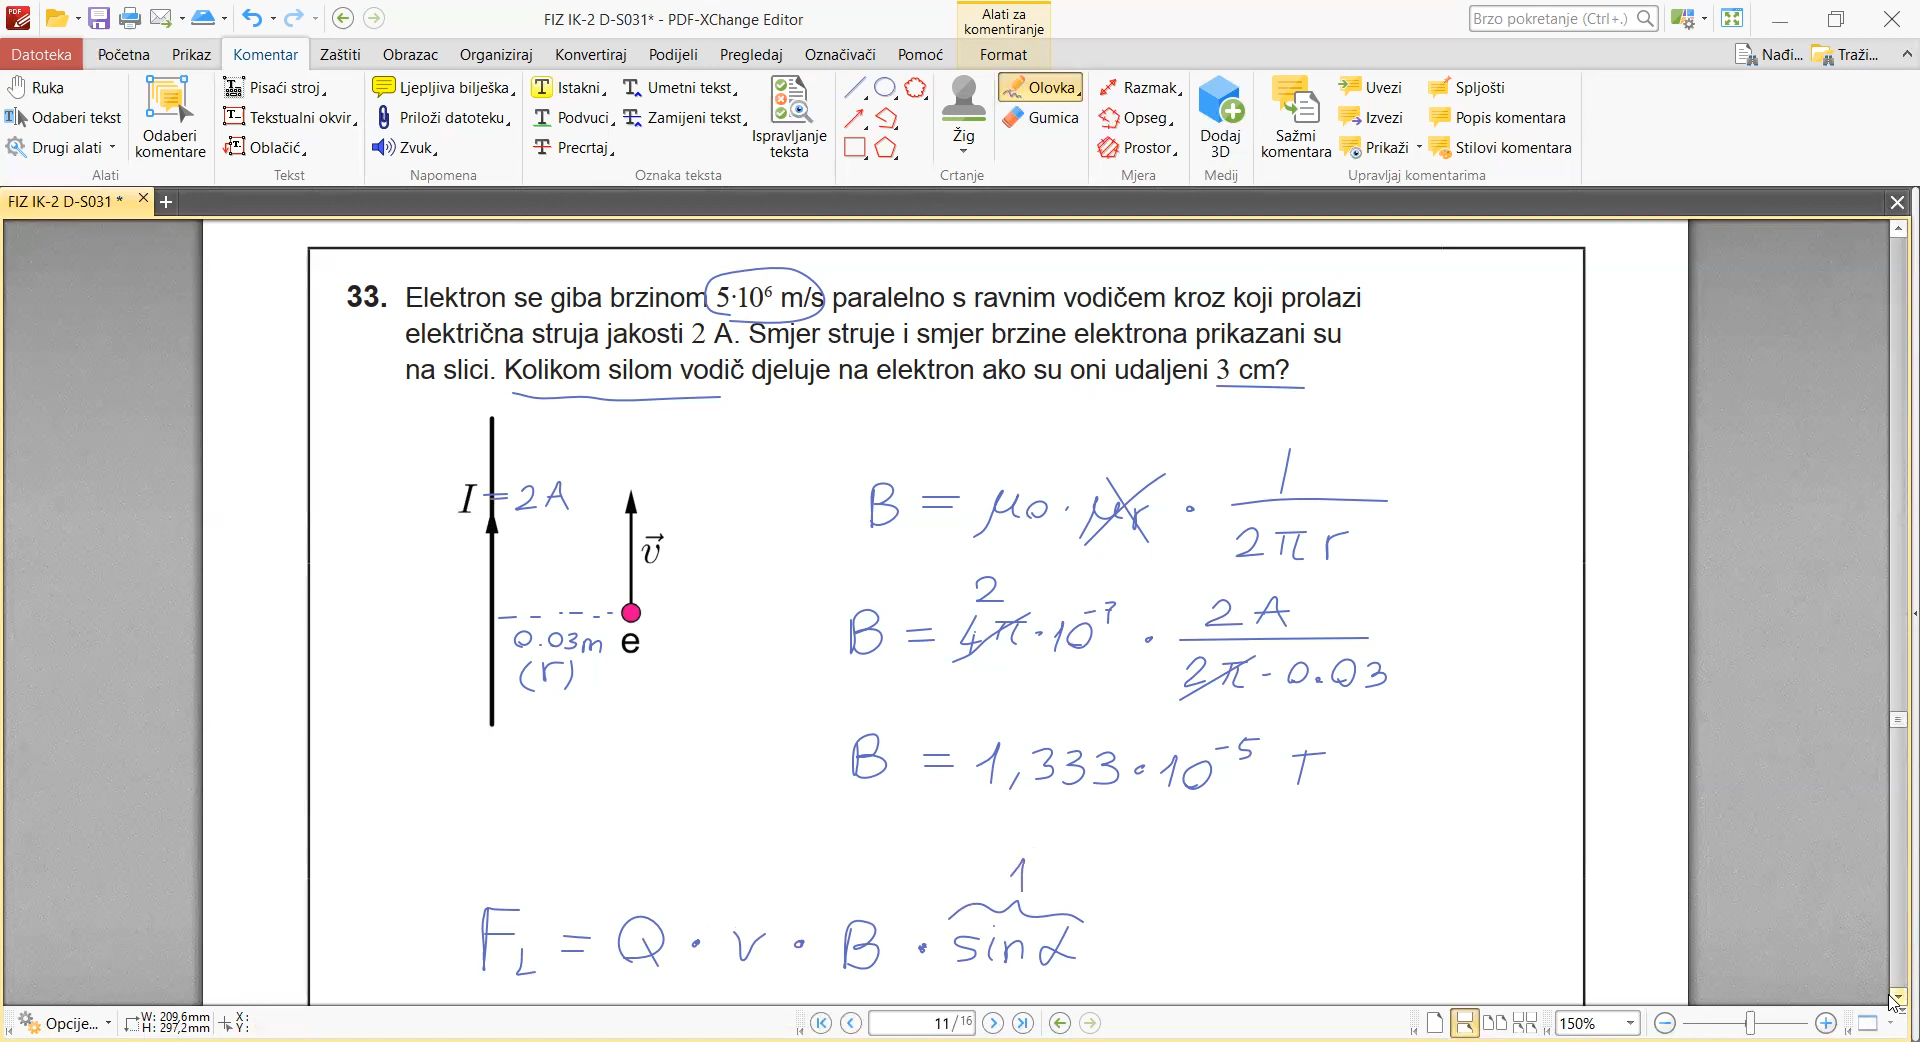 FIZ IK-2 D-S031* - PDF-XChange Editor
Alati za komentiranje
Brzo pokretanje (Ctrl+.)
Datoteka Početna Prikaz Komentar Zaštiti Obrazac Organiziraj Konvertiraj Podijeli Pregledaj Označivači Pomoć Format Nađi... Traži...
Ruka
Odaberi tekst
Drugi alati
Odaberi komentare
Alati
Pisaći stroj
Tekstualni okvir
Oblačić
Tekst
Ljepljiva bilješka
Priloži datoteku
Zvuk
Napomena
Istakni
Podvuci
Precrtaj
Umetni tekst
Zamijeni tekst
Ispravljanje teksta
Oznaka teksta
Žig
Crtanje
Olovka
Gumica
Razmak
Opseg
Prostor
Mjera
Dodaj 3D
Medij
Sažmi komentara
Uvezi
Izvezi
Prikaži
Spljošti
Popis komentara
Stilovi komentara
Upravljaj komentarima
FIZ IK-2 D-S031 *
33. Elektron se giba brzinom 5·10⁶ m/s paralelno s ravnim vodičem kroz koji prolazi
električna struja jakosti 2 A. Smjer struje i smjer brzine elektrona prikazani su
na slici. Kolikom silom vodič djeluje na elektron ako su oni udaljeni 3 cm?
I = 2 A
v⃗
0.03m
(r)
e
B = μ0 · μr · I / 2πr
2
B = 4π·10⁻⁷ · 2 A / 2π · 0.03
B = 1,333·10⁻⁵ T
1
F_L = Q · v · B · sin α
Opcije...
W: 209,6mm
H: 297,2mm
X:
Y:
11 / 16
150%